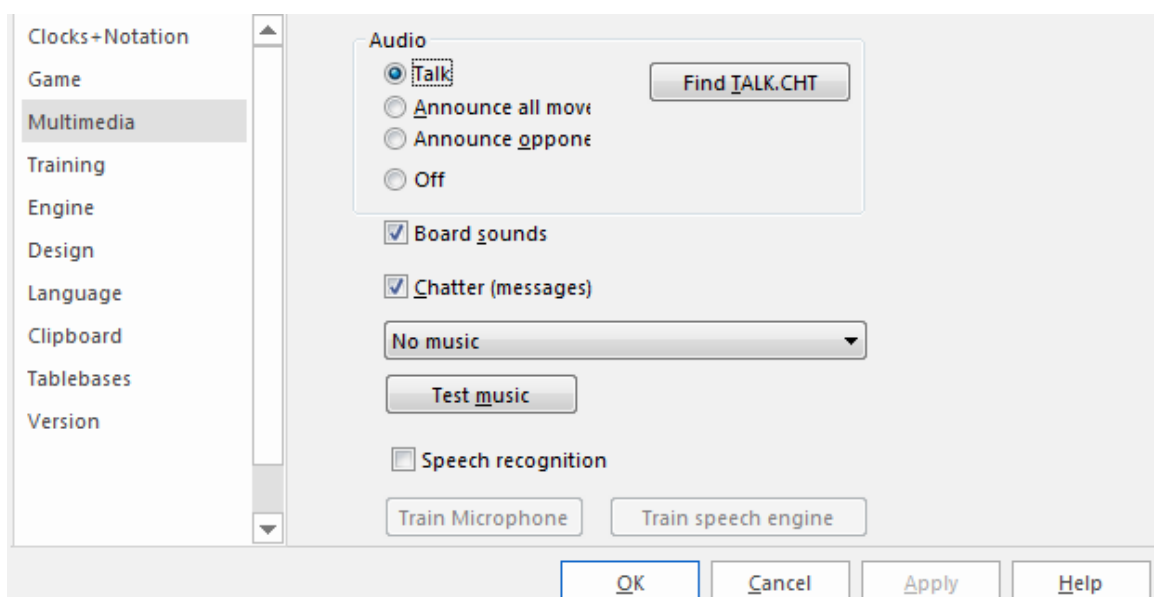 Clocks+Notation
Game
Multimedia
Training
Engine
Design
Language
Clipboard
Tablebases
Version
Audio
Talk
Find TALK.CHT
Announce all move
Announce oppone
Off
Board sounds
Chatter (messages)
No music
Test music
Speech recognition
Train Microphone
Train speech engine
OK
Cancel
Apply
Help